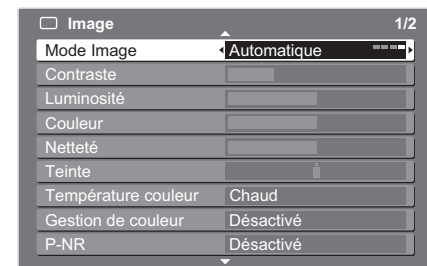 Image 1/2
Mode Image Automatique
Contraste
Luminosité
Couleur
Netteté
Teinte
Température couleur Chaud
Gestion de couleur Désactivé
P-NR Désactivé